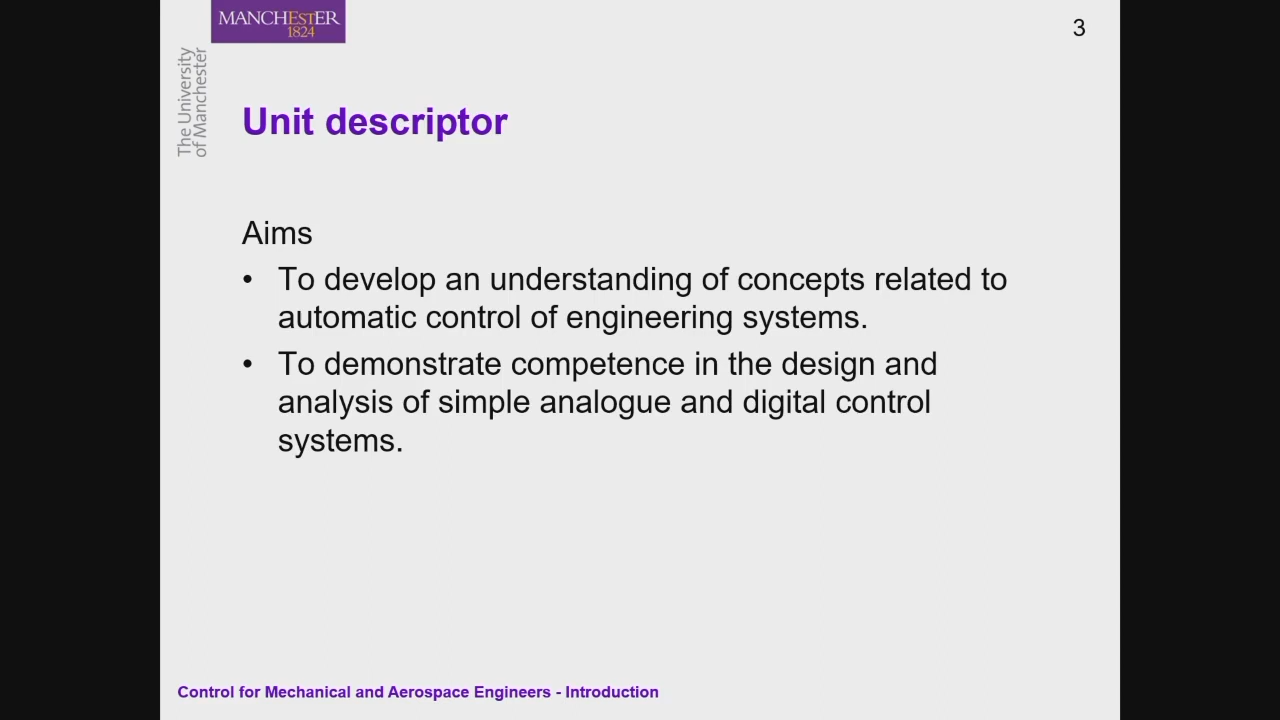 MANCHESTER
1824
The University
of Manchester
3
Unit descriptor
Aims
• To develop an understanding of concepts related to
automatic control of engineering systems.
• To demonstrate competence in the design and
analysis of simple analogue and digital control
systems.
Control for Mechanical and Aerospace Engineers - Introduction